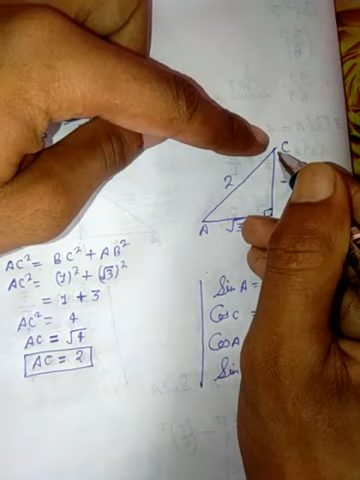 C
2
A √3
AC² = BC² + AB²
AC² = (1)² + (√3)²
= 1 + 3
AC² = 4
AC = √4
AC = 2
Sin A =
Cos C =
Cos A
Sin